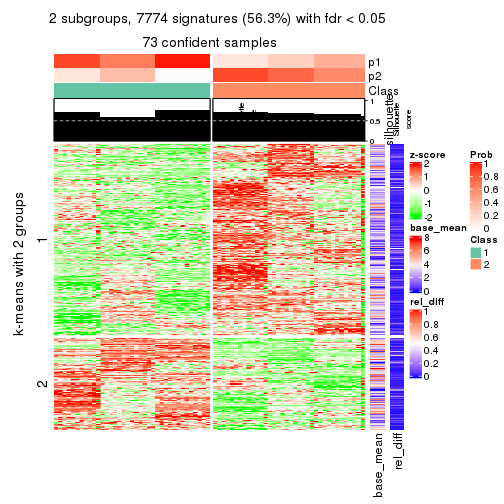 2 subgroups, 7774 signatures (56.3%) with fdr < 0.05
73 confident samples
p1
p2
Class
1
0.5
0
silhouette
Silhouette
score
k-means with 2 groups
1
2
base_mean
rel_diff
z-score
2
1
0
-1
-2
base_mean
8
6
4
2
0
rel_diff
1
0.8
0.6
0.4
0.2
0
Prob
1
0.8
0.6
0.4
0.2
0
Class
1
2